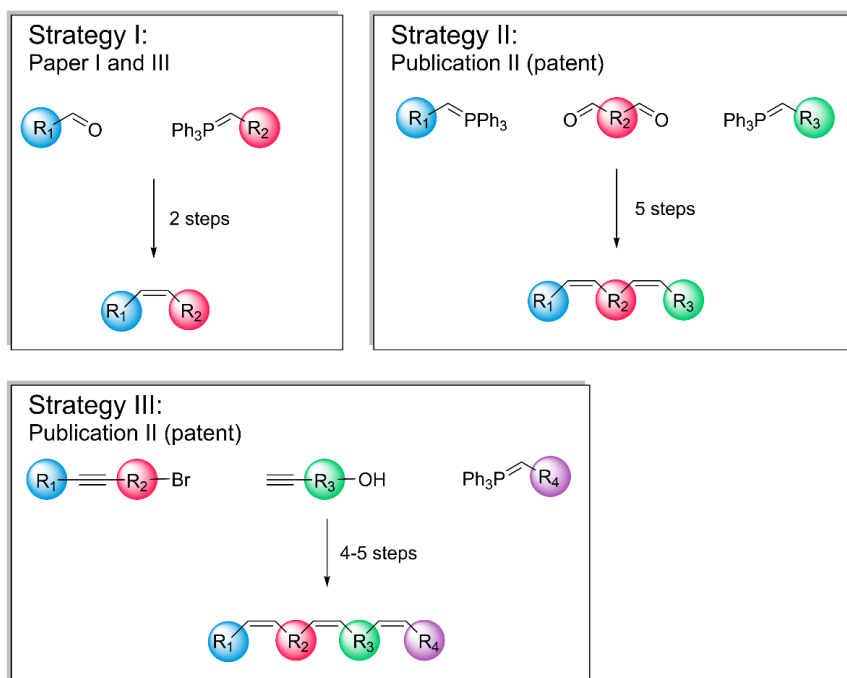 Strategy I:
Paper I and III
R1 O Ph3P R2
2 steps
R1 R2
Strategy II:
Publication II (patent)
R1 PPh3 O R2 O Ph3P R3
5 steps
R1 R2 R3
Strategy III:
Publication II (patent)
R1 R2 Br R3 OH Ph3P R4
4-5 steps
R1 R2 R3 R4